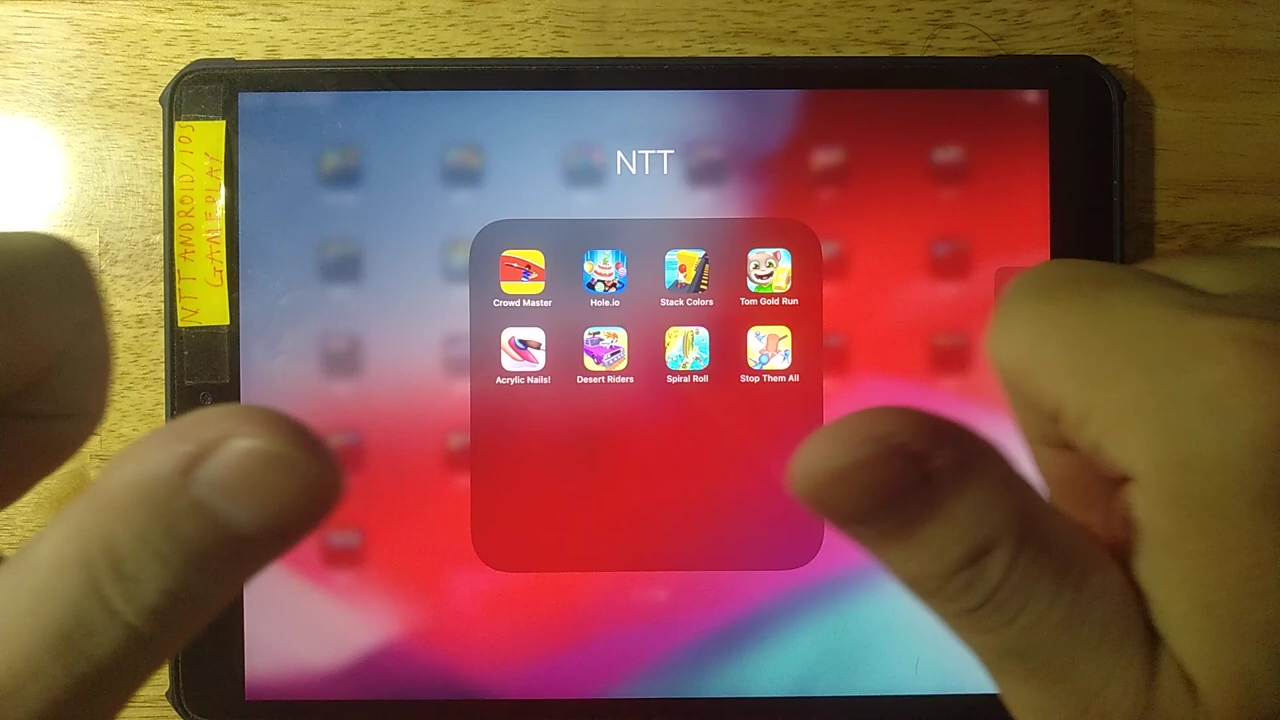 NTT ANDROID/IOS
GAMEPLAY
NTT
Crowd Master
Hole.io
Stack Colors
Tom Gold Run
Acrylic Nails!
Desert Riders
Spiral Roll
Stop Them All